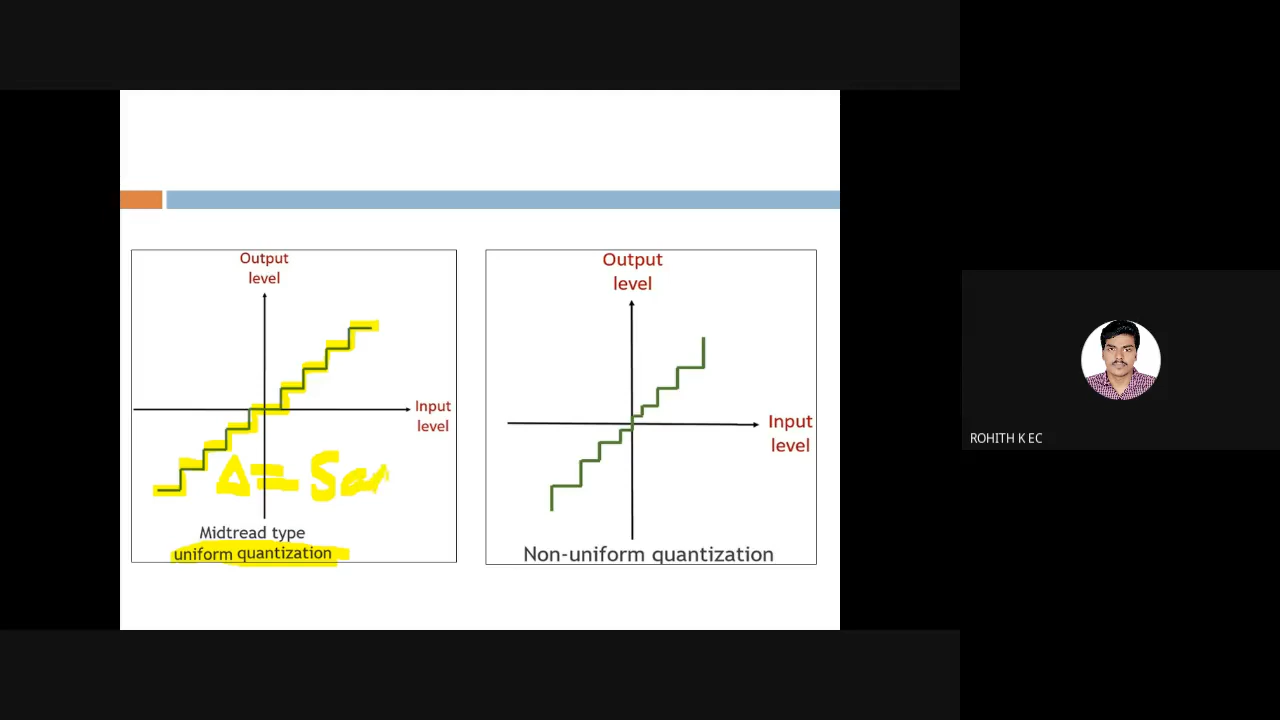 Output
level
Input
level
Δ=
Midtread type
uniform quantization
Output
level
Input
level
Non-uniform quantization
ROHITH K EC